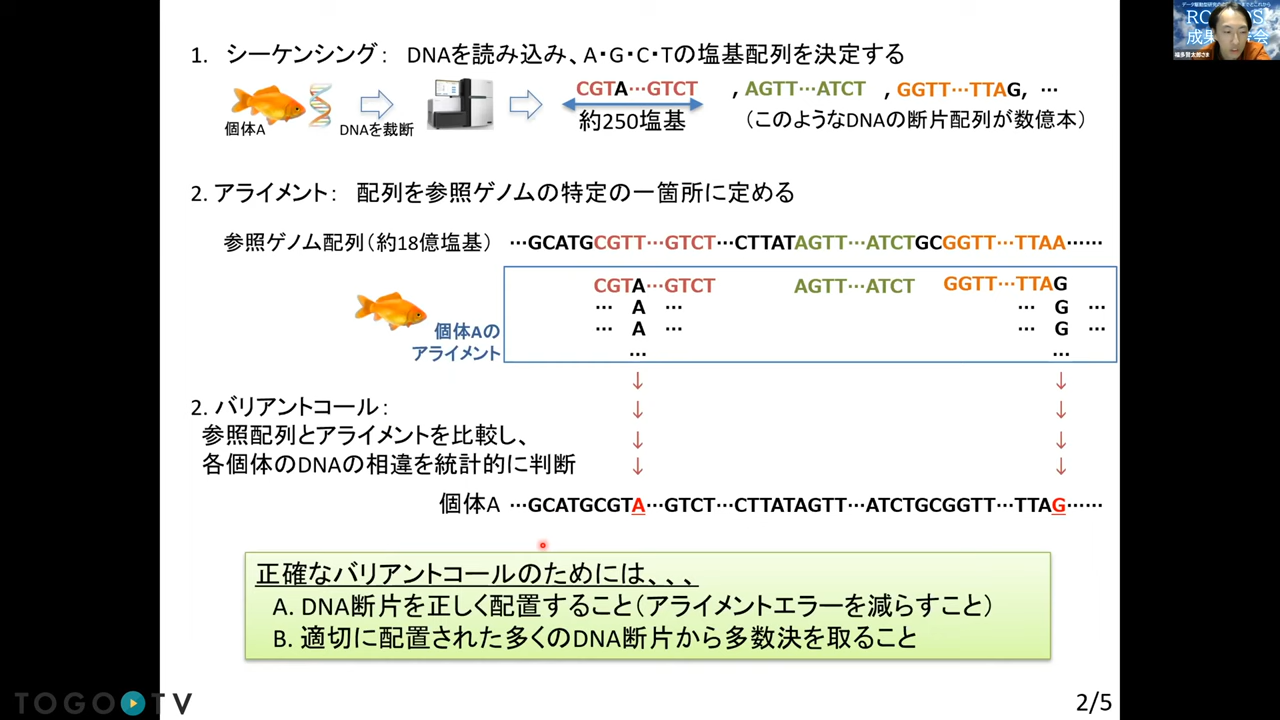 1. シーケンシング： DNAを読み込み、A・G・C・Tの塩基配列を決定する
個体A
DNAを裁断
CGTA…GTCT , AGTT…ATCT , GGTT…TTAG, …
約250塩基
（このようなDNAの断片配列が数億本）
2. アライメント： 配列を参照ゲノムの特定の一箇所に定める
参照ゲノム配列（約18億塩基） …GCATGCGTT…GTCT…CTTATAGTT…ATCTGCGGTT…TTAA……
CGTA…GTCT AGTT…ATCT GGTT…TTAG
… A … … G …
… A … … G …
… …
個体Aの
アライメント
↓ ↓
↓ ↓
↓ ↓
↓ ↓
2. バリアントコール：
参照配列とアライメントを比較し、
各個体のDNAの相違を統計的に判断
個体A …GCATGCGTA…GTCT…CTTATAGTT…ATCTGCGGTT…TTAG……
正確なバリアントコールのためには、、、
A. DNA断片を正しく配置すること（アライメントエラーを減らすこと）
B. 適切に配置された多くのDNA断片から多数決を取ること
TOGO TV
2/5